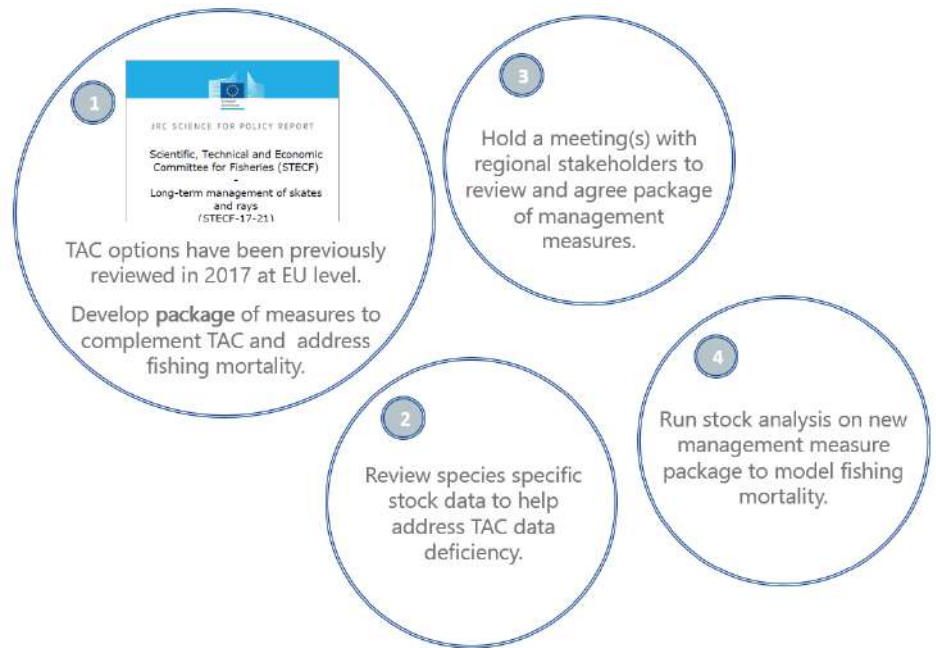 1
JRC SCIENCE FOR POLICY REPORT
Scientific, Technical and Economic
Committee for Fisheries (STECF)
-
Long-term management of skates
and rays
(STECF-17-21)
TAC options have been previously
reviewed in 2017 at EU level.
Develop package of measures to
complement TAC and address
fishing mortality.
2
Review species specific
stock data to help
address TAC data
deficiency.
3
Hold a meeting(s) with
regional stakeholders to
review and agree package
of management
measures.
4
Run stock analysis on new
management measure
package to model fishing
mortality.